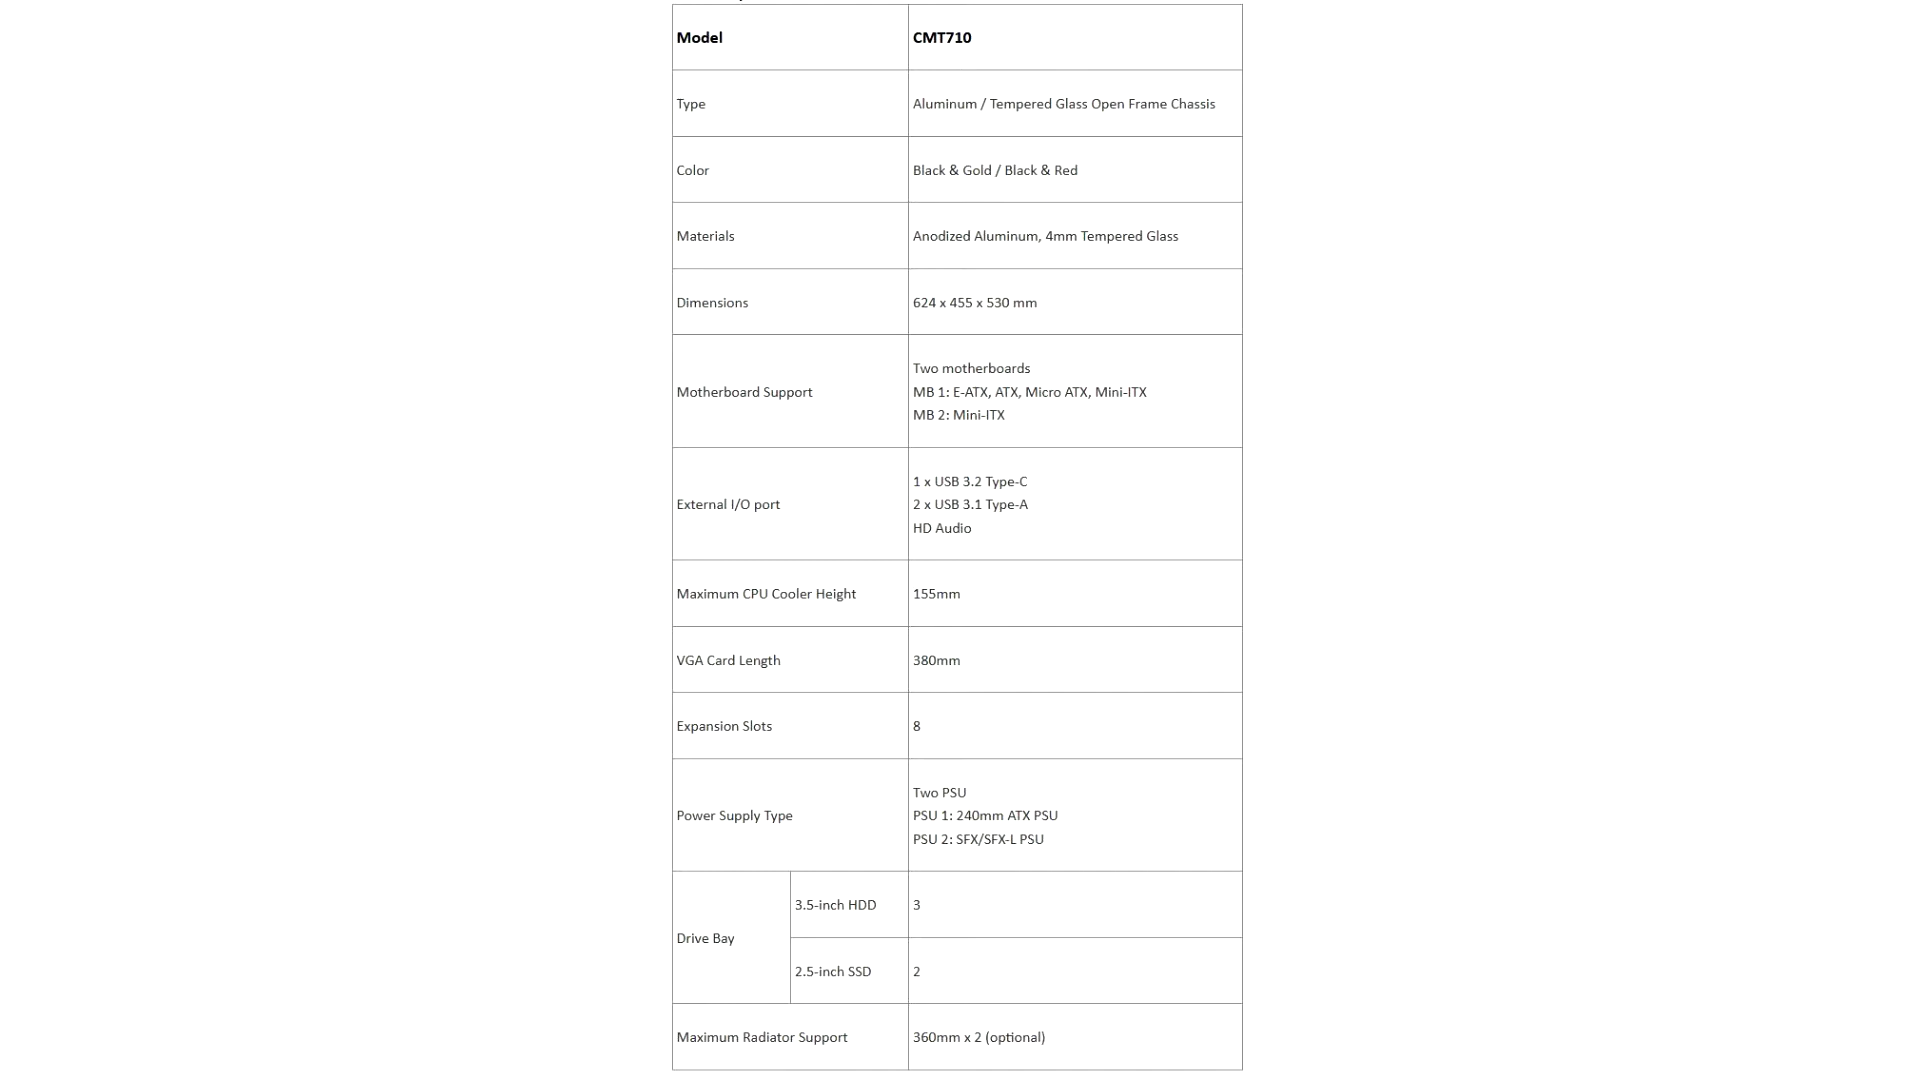 Model CMT710
Type Aluminum / Tempered Glass Open Frame Chassis
Color Black & Gold / Black & Red
Materials Anodized Aluminum, 4mm Tempered Glass
Dimensions 624 x 455 x 530 mm
Motherboard Support
Two motherboards
MB 1: E-ATX, ATX, Micro ATX, Mini-ITX
MB 2: Mini-ITX
External I/O port
1 x USB 3.2 Type-C
2 x USB 3.1 Type-A
HD Audio
Maximum CPU Cooler Height 155mm
VGA Card Length 380mm
Expansion Slots 8
Power Supply Type
Two PSU
PSU 1: 240mm ATX PSU
PSU 2: SFX/SFX-L PSU
Drive Bay
3.5-inch HDD 3
2.5-inch SSD 2
Maximum Radiator Support 360mm x 2 (optional)